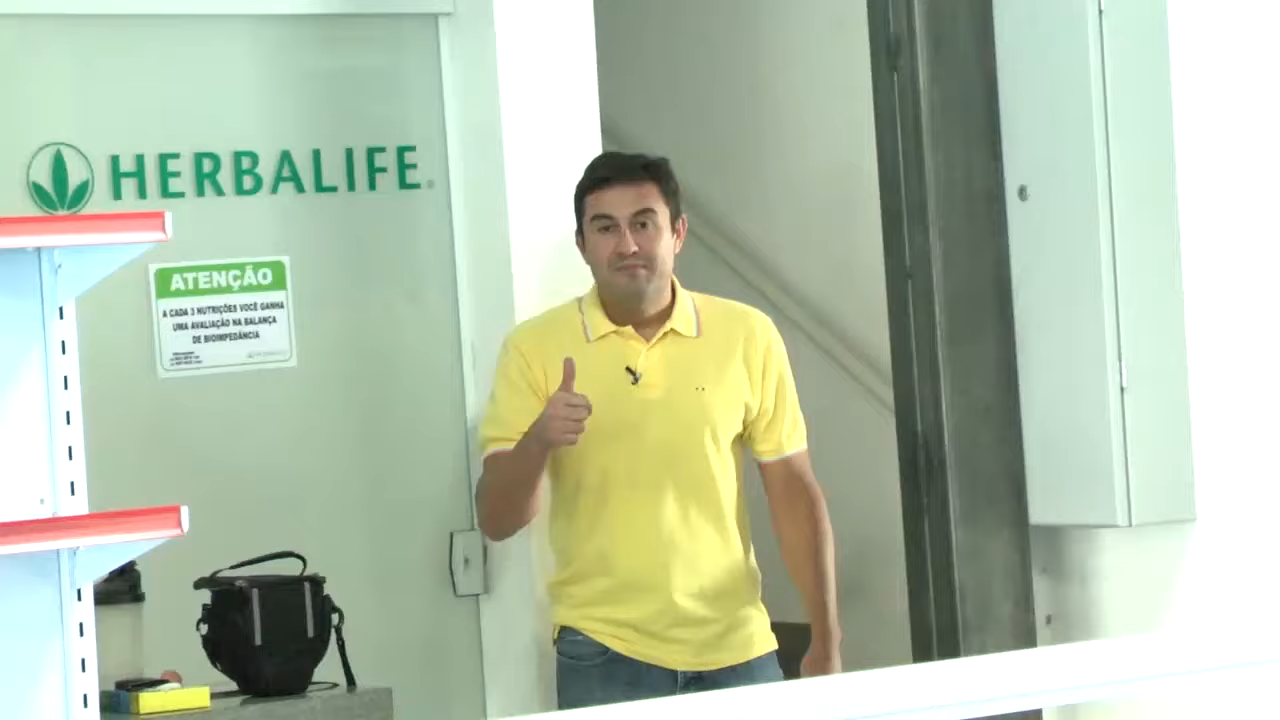 HERBALIFE
ATENÇÃO
A CADA 3 NUTRIÇÕES VOCÊ GANHA
UMA AVALIAÇÃO NA BALANÇA
DE BIOIMPEDÂNCIA